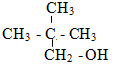 CH₃
CH₃ - C - CH₃
CH₂ -OH